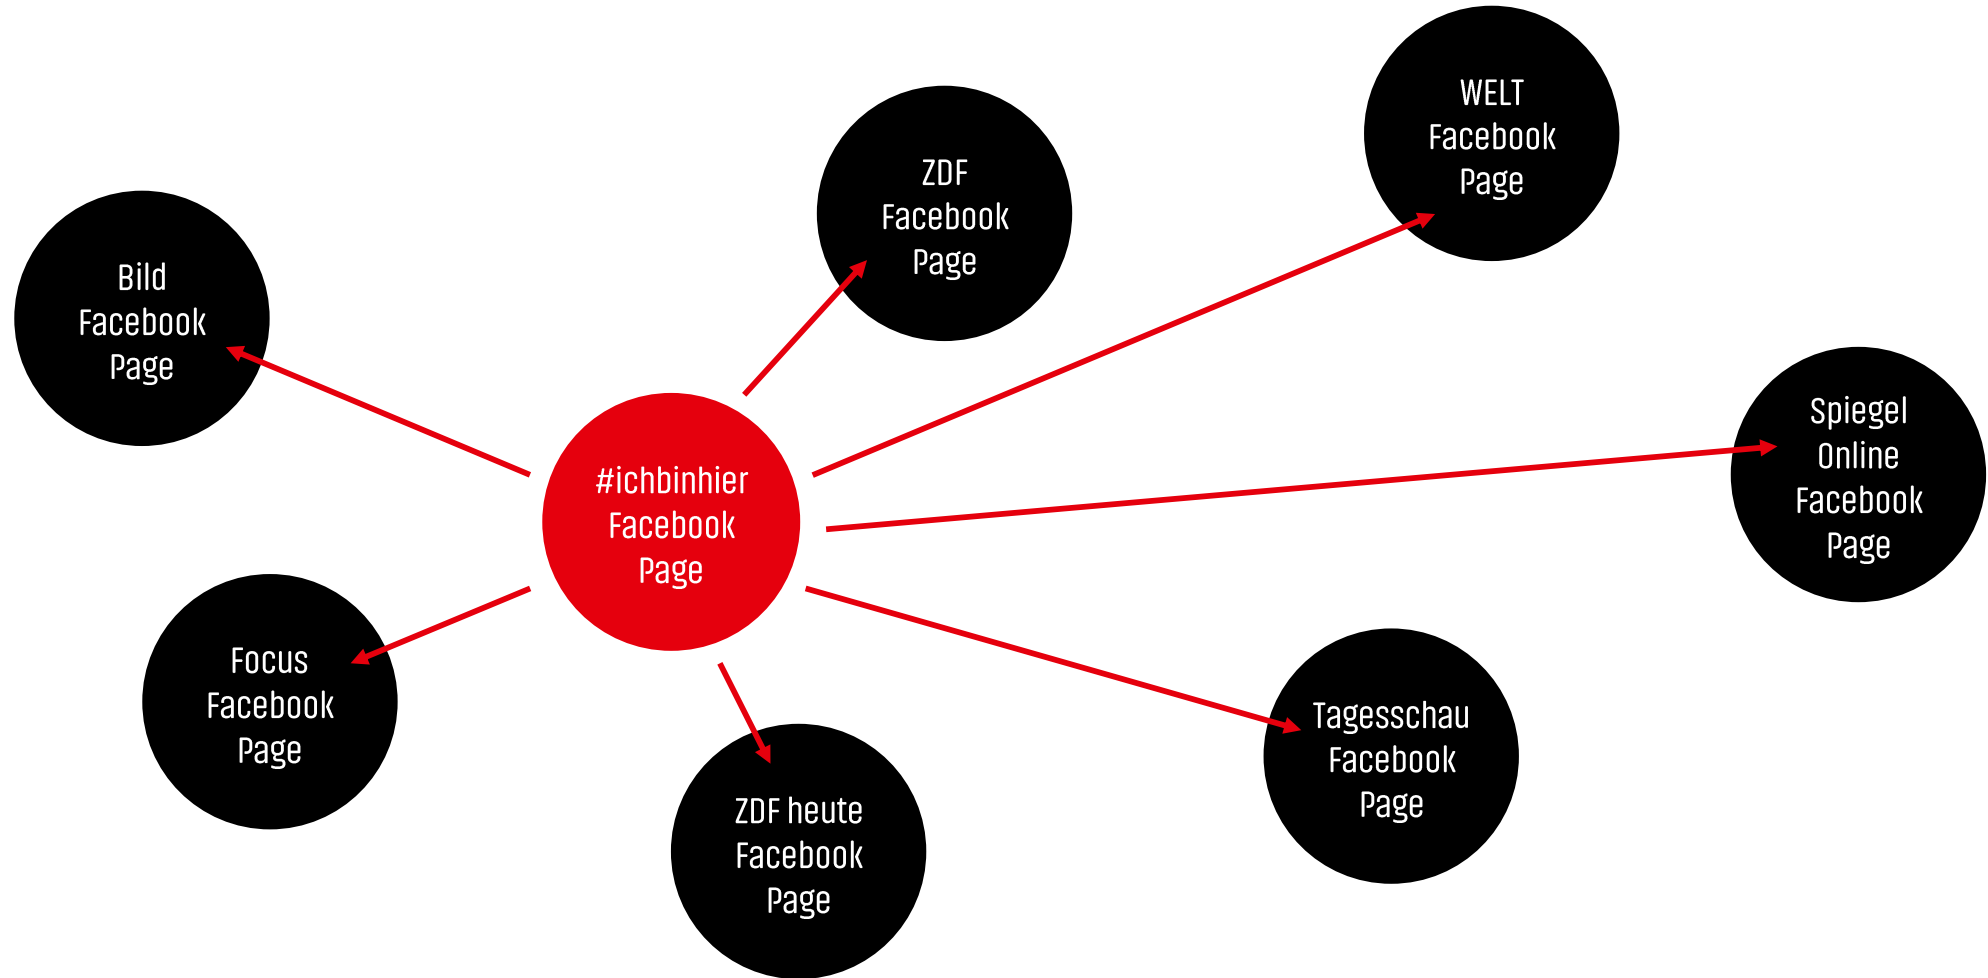 WELT
Facebook
Page
ZDF
Facebook
Page
Bild
Facebook
Page
Spiegel
Online
Facebook
Page
#ichbinhier
Facebook
Page
Focus
Facebook
Page
Tagesschau
Facebook
Page
ZDF heute
Facebook
Page